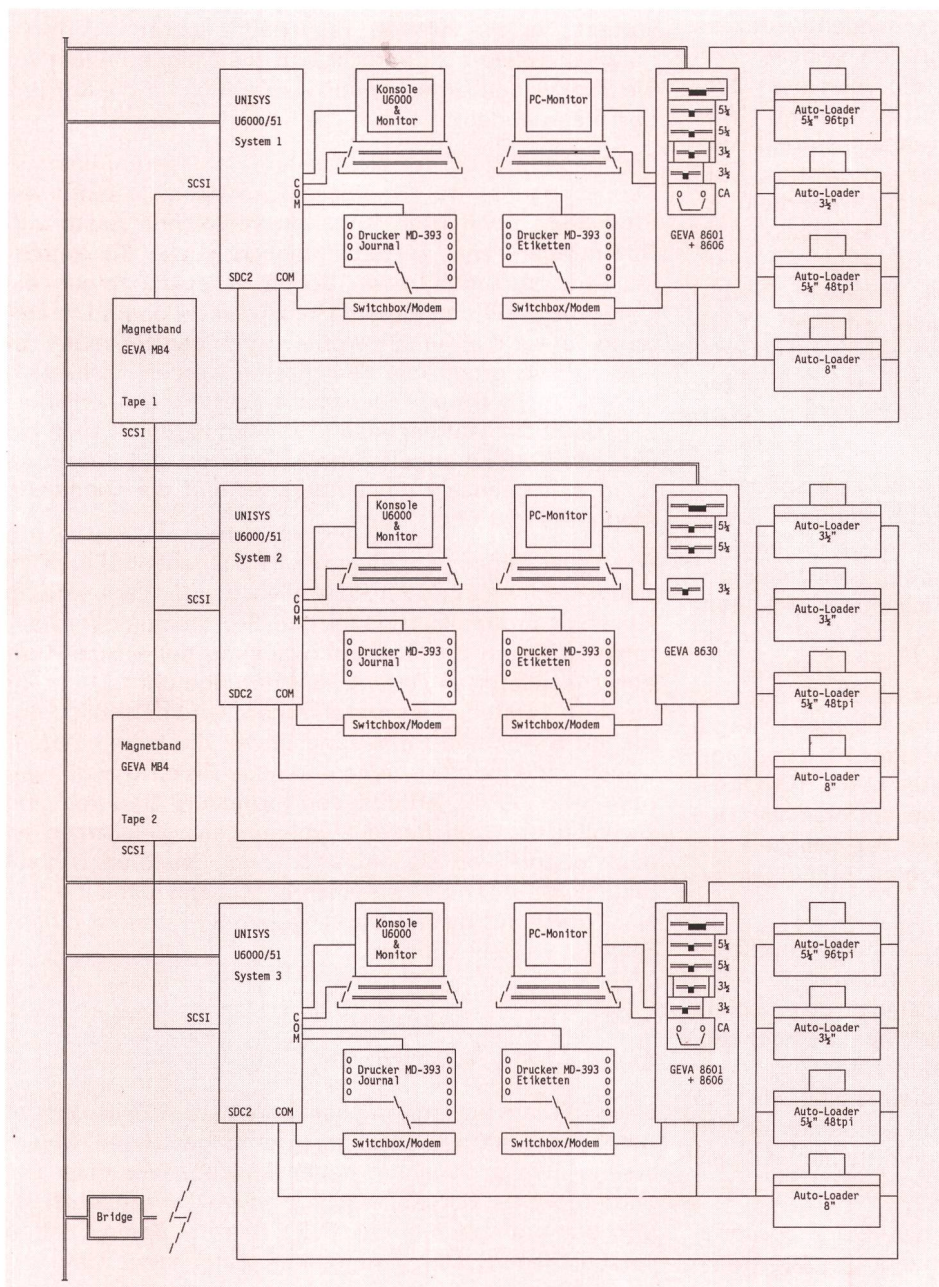 UNISYS
U6000/51
System 1
SCSI
C
O
M
SDC2 COM
Konsole
U6000
&
Monitor
PC-Monitor
Drucker MD-393
Journal
Drucker MD-393
Etiketten
Switchbox/Modem
Switchbox/Modem
5¼
5¼
3½
3½
CA
GEVA 8601
+ 8606
Auto-Loader
5¼" 96tpi
Auto-Loader
3½"
Auto-Loader
5¼" 48tpi
Auto-Loader
8"
Magnetband
GEVA MB4
Tape 1
SCSI
UNISYS
U6000/51
System 2
SCSI
C
O
M
SDC2 COM
Konsole
U6000
&
Monitor
PC-Monitor
Drucker MD-393
Journal
Drucker MD-393
Etiketten
Switchbox/Modem
Switchbox/Modem
5¼
5¼
3½
GEVA 8630
Auto-Loader
3½"
Auto-Loader
3½"
Auto-Loader
5¼" 48tpi
Auto-Loader
8"
Magnetband
GEVA MB4
Tape 2
SCSI
UNISYS
U6000/51
System 3
SCSI
C
O
M
SDC2 COM
Konsole
U6000
&
Monitor
PC-Monitor
Drucker MD-393
Journal
Drucker MD-393
Etiketten
Switchbox/Modem
Switchbox/Modem
5¼
5¼
3½
3½
CA
GEVA 8601
+ 8606
Auto-Loader
5¼" 96tpi
Auto-Loader
3½"
Auto-Loader
5¼" 48tpi
Auto-Loader
8"
Bridge